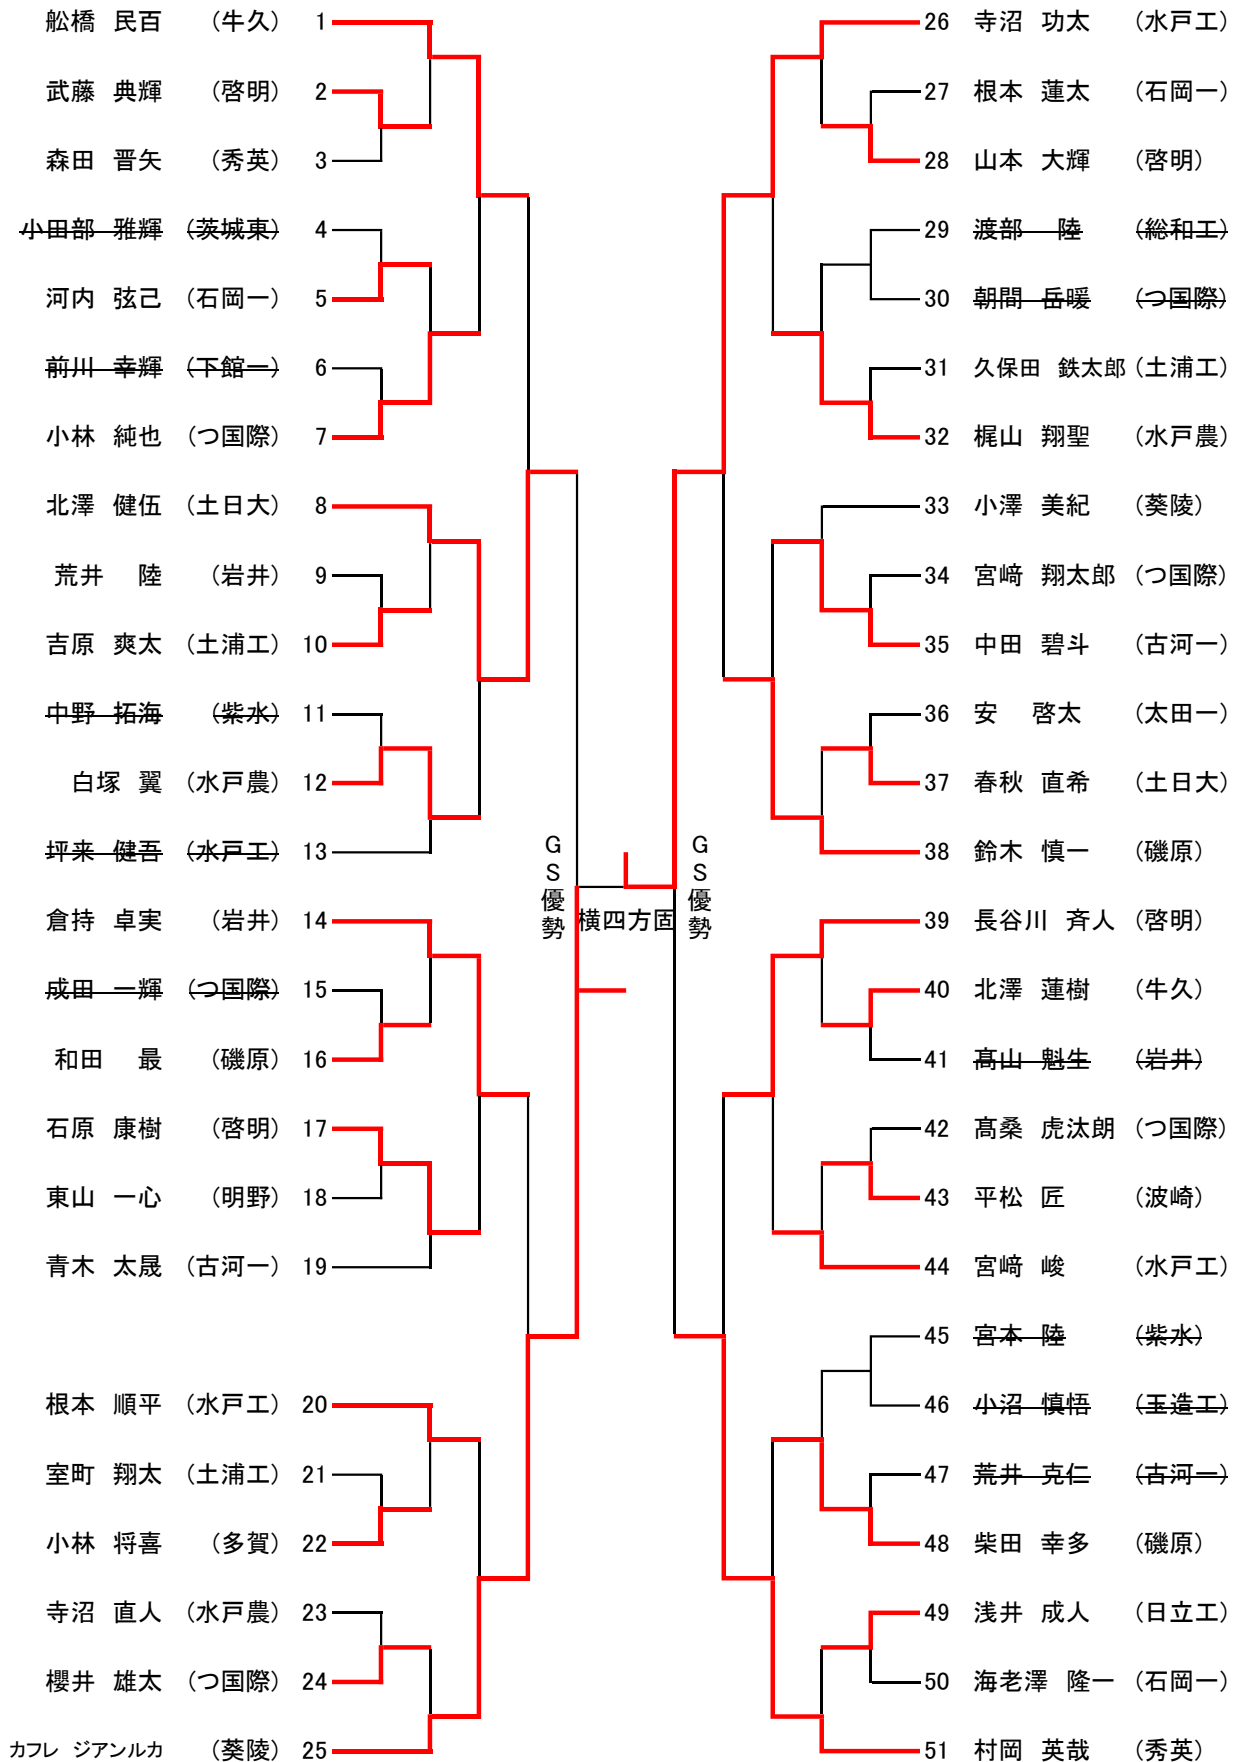 舩橋 民百 (牛久) 1
武藤 典輝 (啓明) 2
森田 晋矢 (秀英) 3
小田部 雅輝 (茨城東) 4
河内 弦己 (石岡一) 5
前川 幸輝 (下館一) 6
小林 純也 (つ国際) 7
北澤 健伍 (土日大) 8
荒井 陸 (岩井) 9
吉原 爽太 (土浦工) 10
中野 拓海 (紫水) 11
白塚 翼 (水戸農) 12
坪来 健吾 (水戸工) 13
倉持 卓実 (岩井) 14
成田 一輝 (つ国際) 15
和田 最 (磯原) 16
石原 康樹 (啓明) 17
東山 一心 (明野) 18
青木 太晟 (古河一) 19
根本 順平 (水戸工) 20
室町 翔太 (土浦工) 21
小林 将喜 (多賀) 22
寺沼 直人 (水戸農) 23
櫻井 雄太 (つ国際) 24
カフレ ジアンルカ (葵陵) 25
GS優勢
横四方固
GS優勢
26 寺沼 功太 (水戸工)
27 根本 蓮太 (石岡一)
28 山本 大輝 (啓明)
29 渡部 陸 (総和工)
30 朝間 岳暖 (つ国際)
31 久保田 鉄太郎 (土浦工)
32 梶山 翔聖 (水戸農)
33 小澤 美紀 (葵陵)
34 宮﨑 翔太郎 (つ国際)
35 中田 碧斗 (古河一)
36 安 啓太 (太田一)
37 春秋 直希 (土日大)
38 鈴木 慎一 (磯原)
39 長谷川 斉人 (啓明)
40 北澤 蓮樹 (牛久)
41 髙山 魁生 (岩井)
42 髙桑 虎汰朗 (つ国際)
43 平松 匠 (波崎)
44 宮﨑 峻 (水戸工)
45 宮本 陸 (紫水)
46 小沼 慎悟 (玉造工)
47 荒井 克仁 (古河一)
48 柴田 幸多 (磯原)
49 浅井 成人 (日立工)
50 海老澤 隆一 (石岡一)
51 村岡 英哉 (秀英)